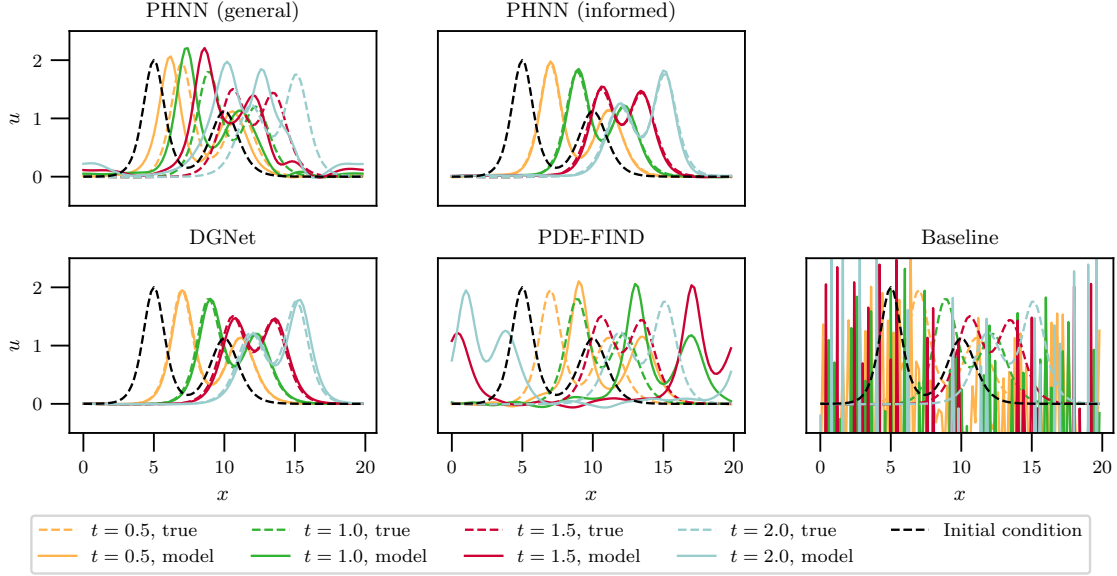 PHNN (general)
PHNN (informed)
2
1
0
u
DGNet
PDE-FIND
Baseline
2
1
0
u
0 5 10 15 20
0 5 10 15 20
0 5 10 15 20
x
x
x
t = 0.5, true
t = 1.0, true
t = 1.5, true
t = 2.0, true
Initial condition
t = 0.5, model
t = 1.0, model
t = 1.5, model
t = 2.0, model